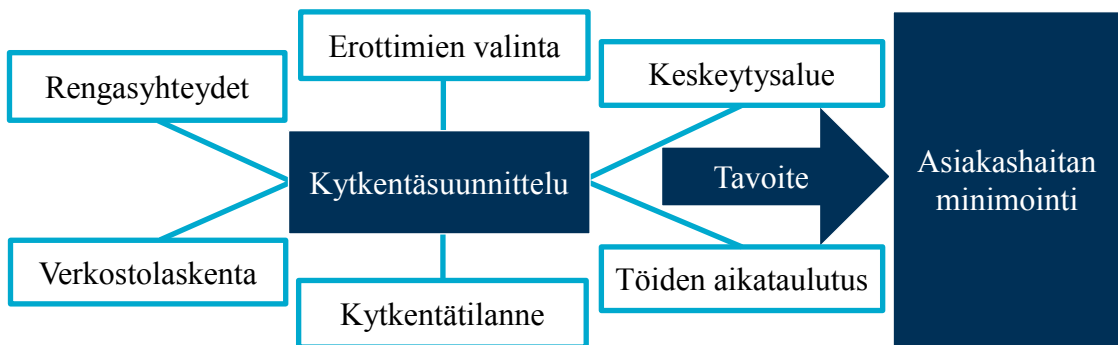 Erottimien valinta
Rengasyhteydet
Keskeytysalue
Kytkentäsuunnittelu
Tavoite
Asiakashaitan
minimointi
Verkostolaskenta
Töiden aikataulutus
Kytkentätilanne